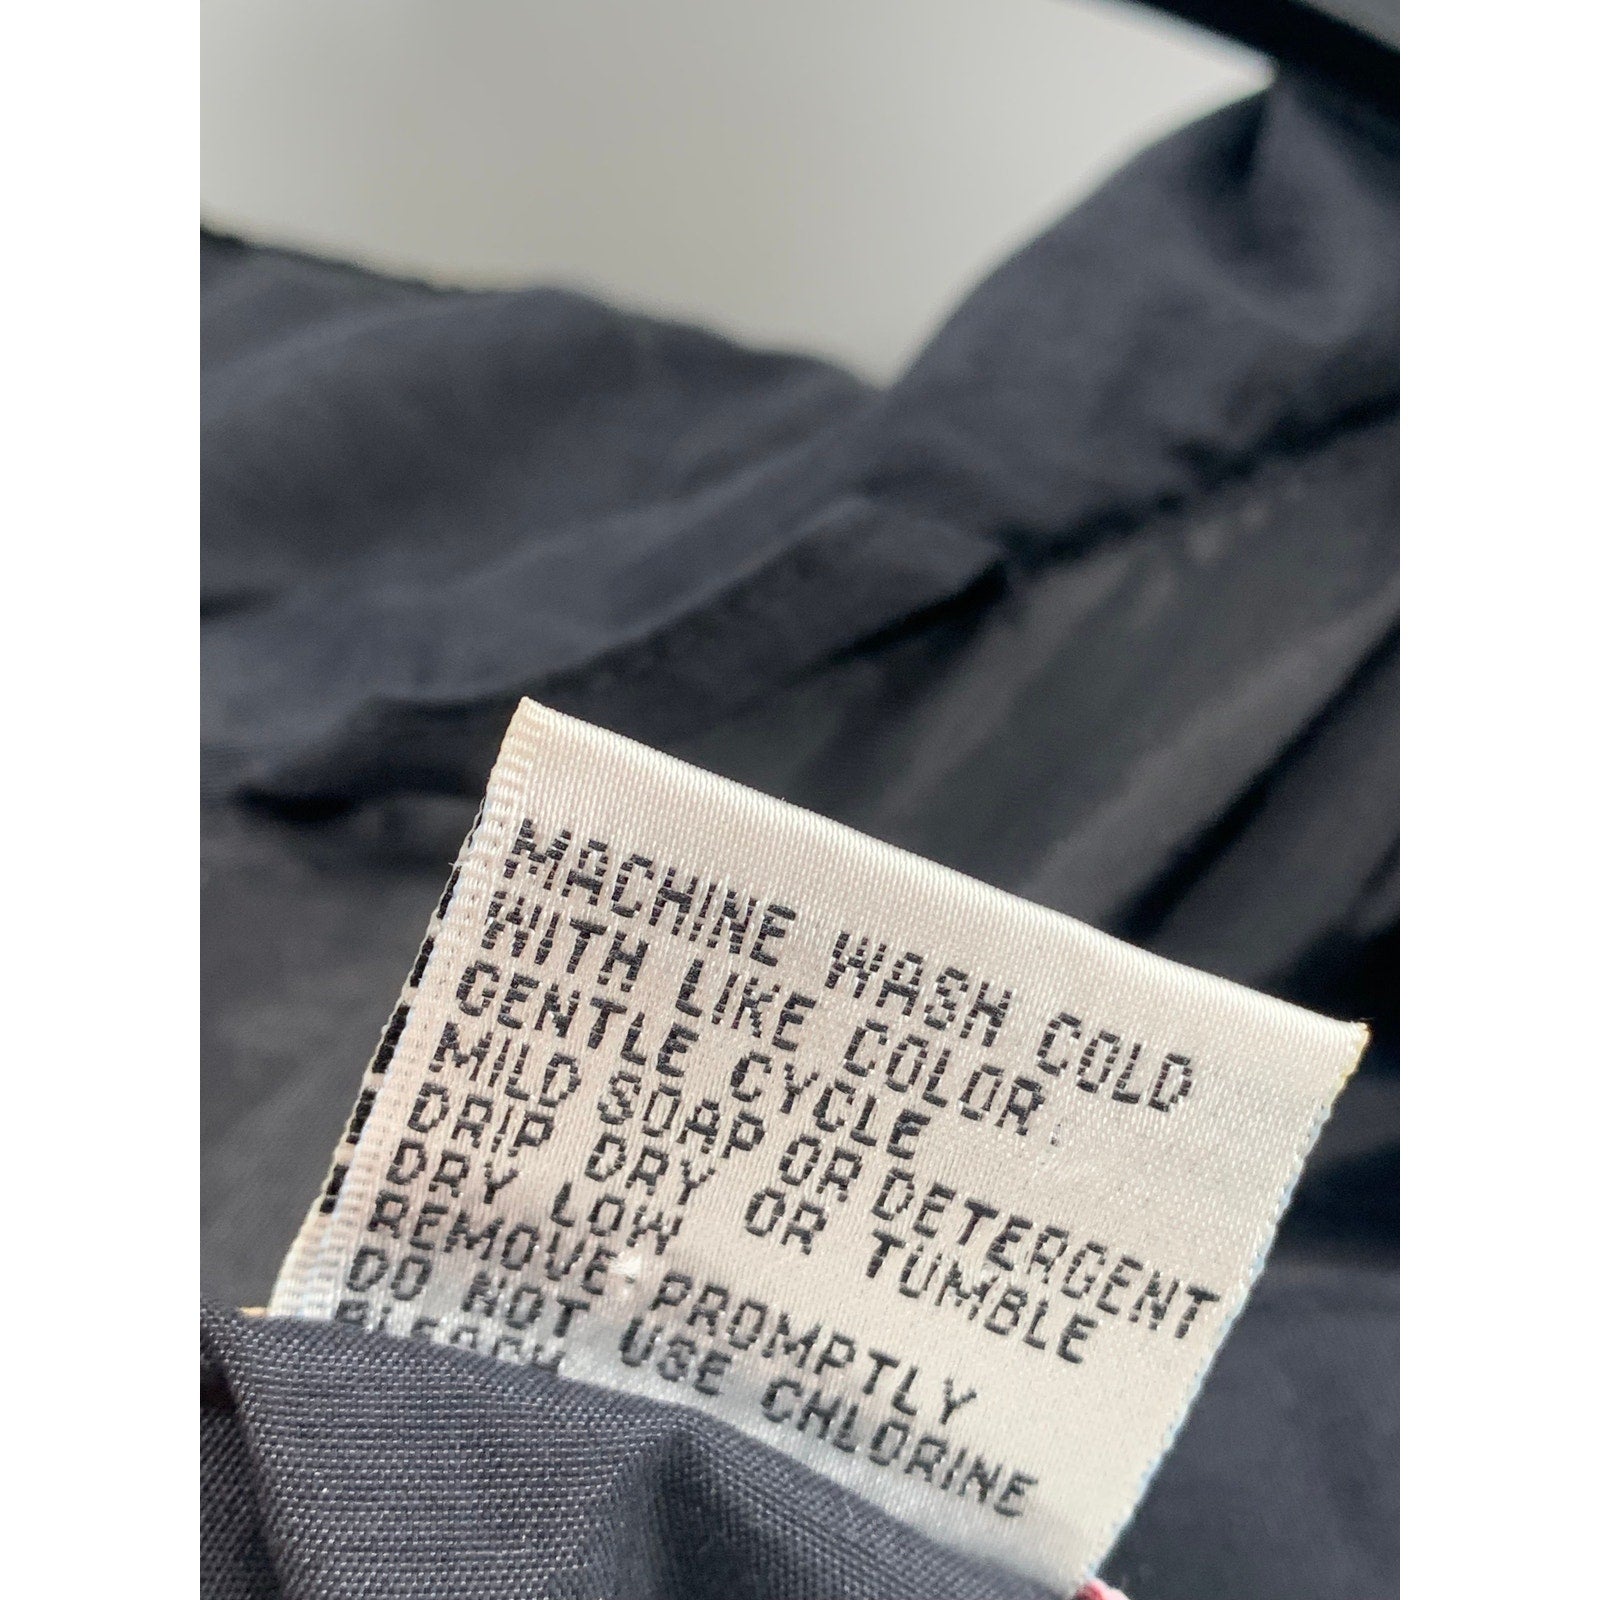 MACHINE WASH COLD
WITH LIKE COLOR.
GENTLE CYCLE
MILD SOAP OR DETERGENT
DRIP DRY OR TUMBLE
DRY LOW
REMOVE PROMPTLY
DO NOT USE CHLORINE
BLEACH